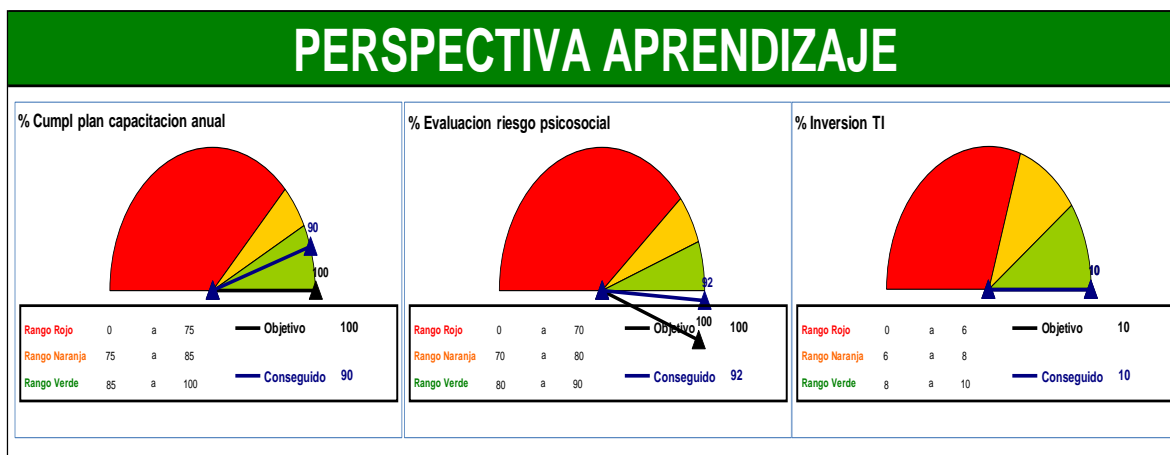 PERSPECTIVA APRENDIZAJE
% Cumpl plan capacitacion anual
90
100
Rango Rojo 0 a 75
Rango Naranja 75 a 85
Rango Verde 85 a 100
Objetivo 100
Conseguido 90
% Evaluacion riesgo psicosocial
92
100
Rango Rojo 0 a 70
Rango Naranja 70 a 80
Rango Verde 80 a 90
Objetivo 100
Conseguido 92
% Inversion TI
10
Rango Rojo 0 a 6
Rango Naranja 6 a 8
Rango Verde 8 a 10
Objetivo 10
Conseguido 10